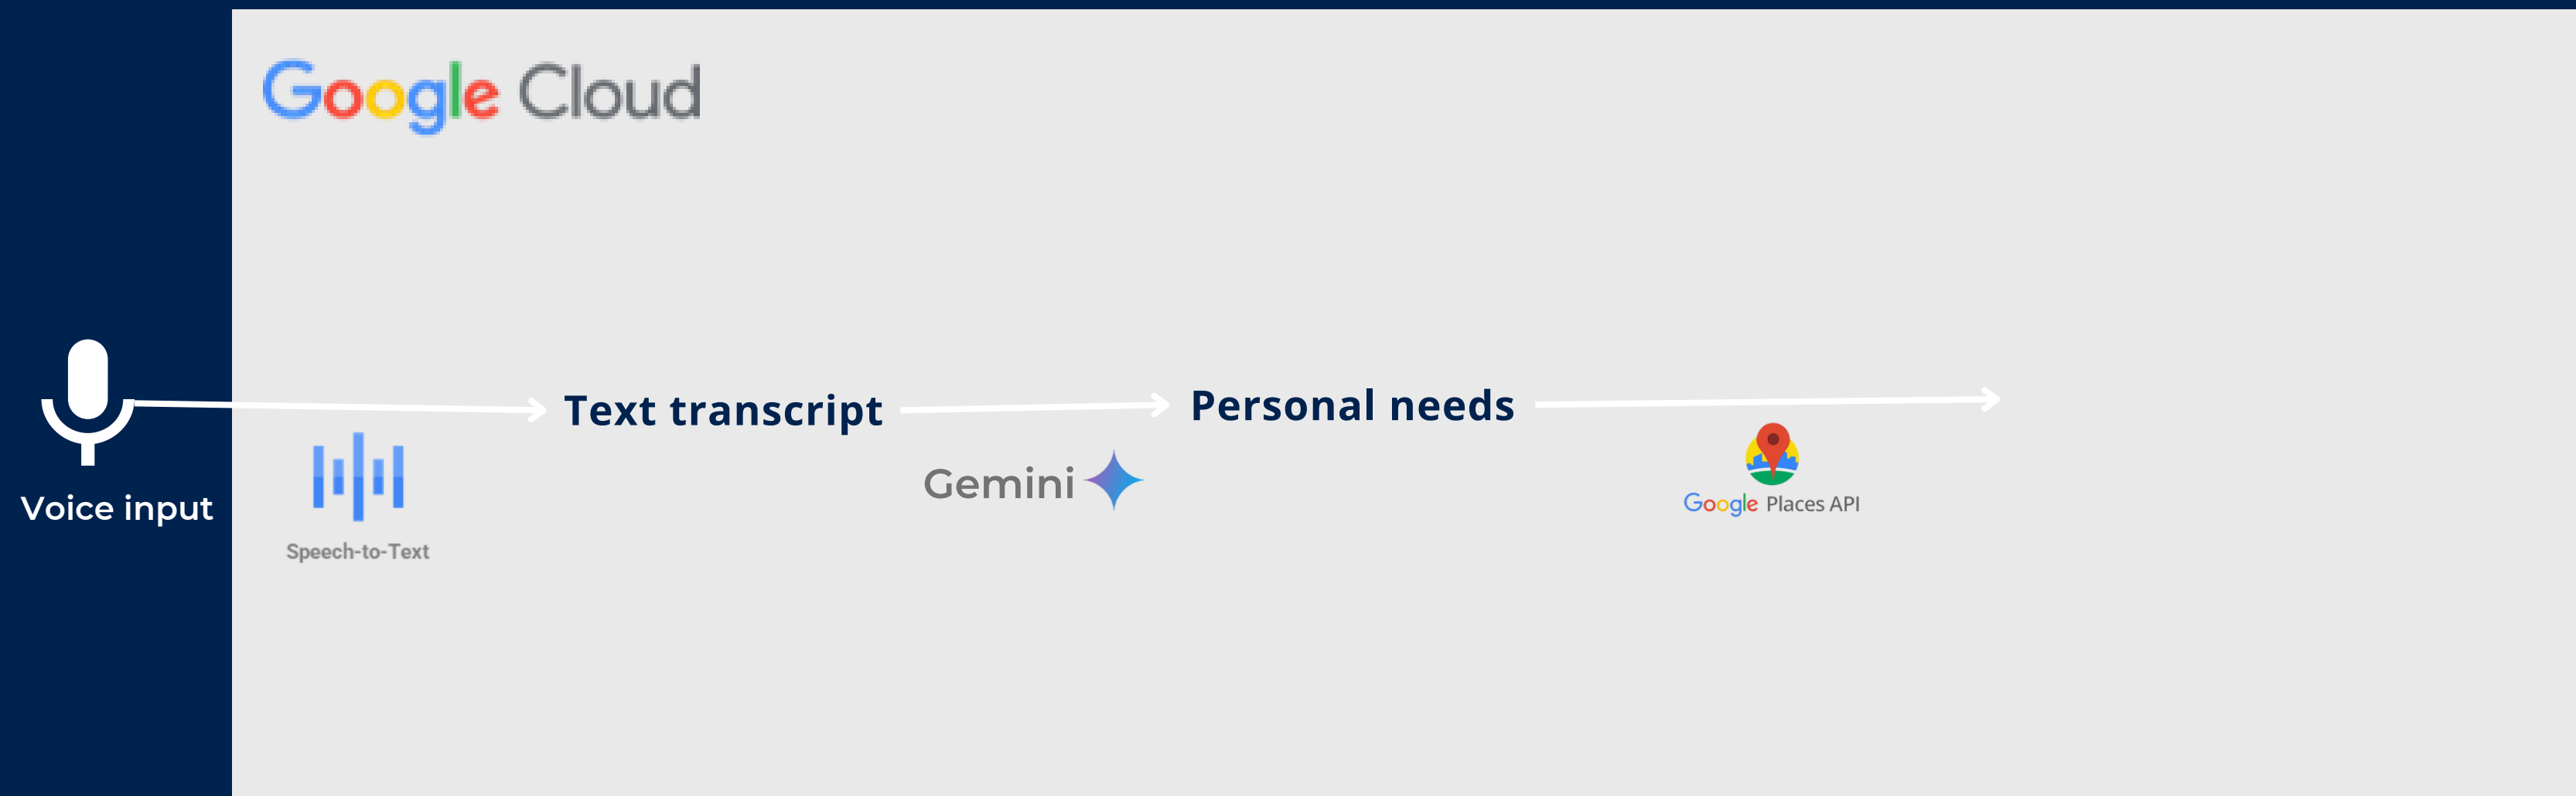 Google Cloud
Text transcript
Personal needs
Gemini
Google Places API
Voice input
Speech-to-Text